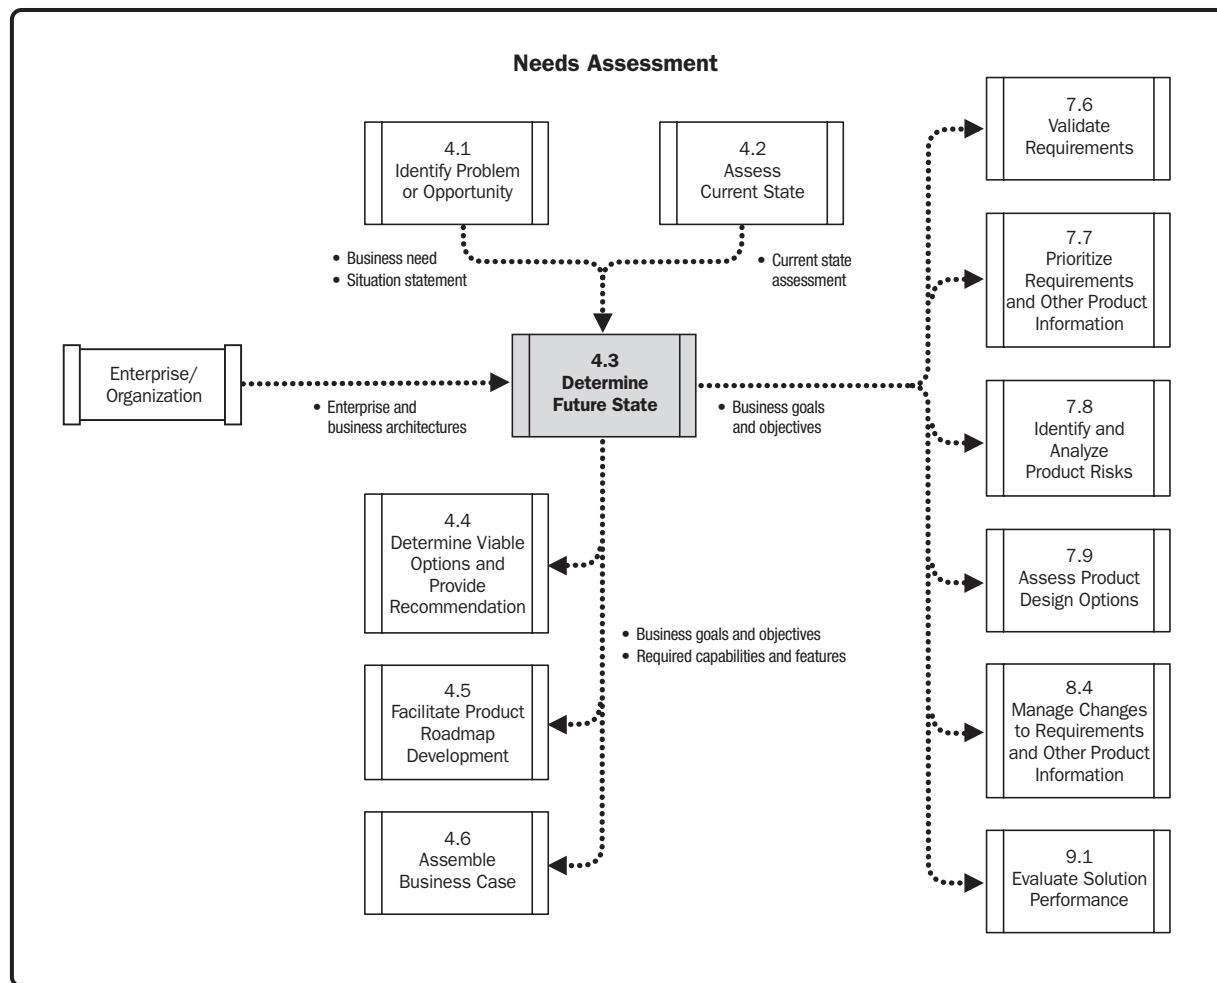 Needs Assessment
4.1
Identify Problem
or Opportunity
4.2
Assess
Current State
• Business need
• Situation statement
• Current state
assessment
Enterprise/
Organization
• Enterprise and
business architectures
4.3
Determine
Future State
• Business goals
and objectives
4.4
Determine Viable
Options and
Provide
Recommendation
• Business goals and objectives
• Required capabilities and features
4.5
Facilitate Product
Roadmap
Development
4.6
Assemble
Business Case
7.6
Validate
Requirements
7.7
Prioritize
Requirements
and Other Product
Information
7.8
Identify and
Analyze
Product Risks
7.9
Assess Product
Design Options
8.4
Manage Changes
to Requirements
and Other Product
Information
9.1
Evaluate Solution
Performance